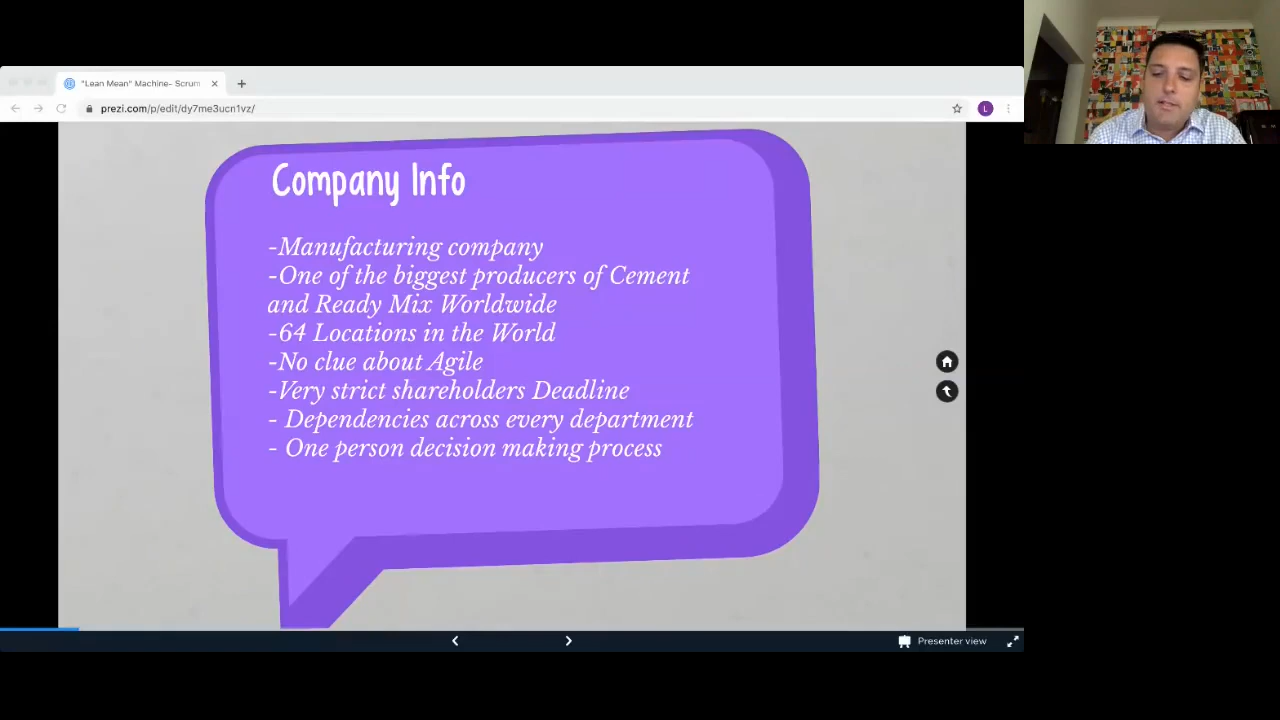 "Lean Mean" Machine- Scrum
prezi.com/p/edit/dy7me3ucn1vz/
L
Company Info
-Manufacturing company
-One of the biggest producers of Cement
and Ready Mix Worldwide
-64 Locations in the World
-No clue about Agile
-Very strict shareholders Deadline
- Dependencies across every department
- One person decision making process
Presenter view